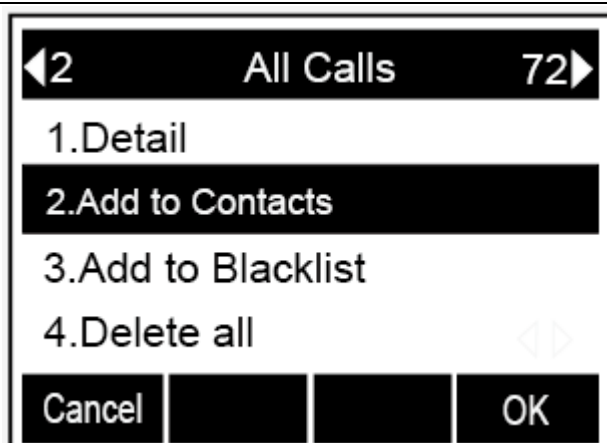 2 All Calls 72
1.Detail
2.Add to Contacts
3.Add to Blacklist
4.Delete all
Cancel OK